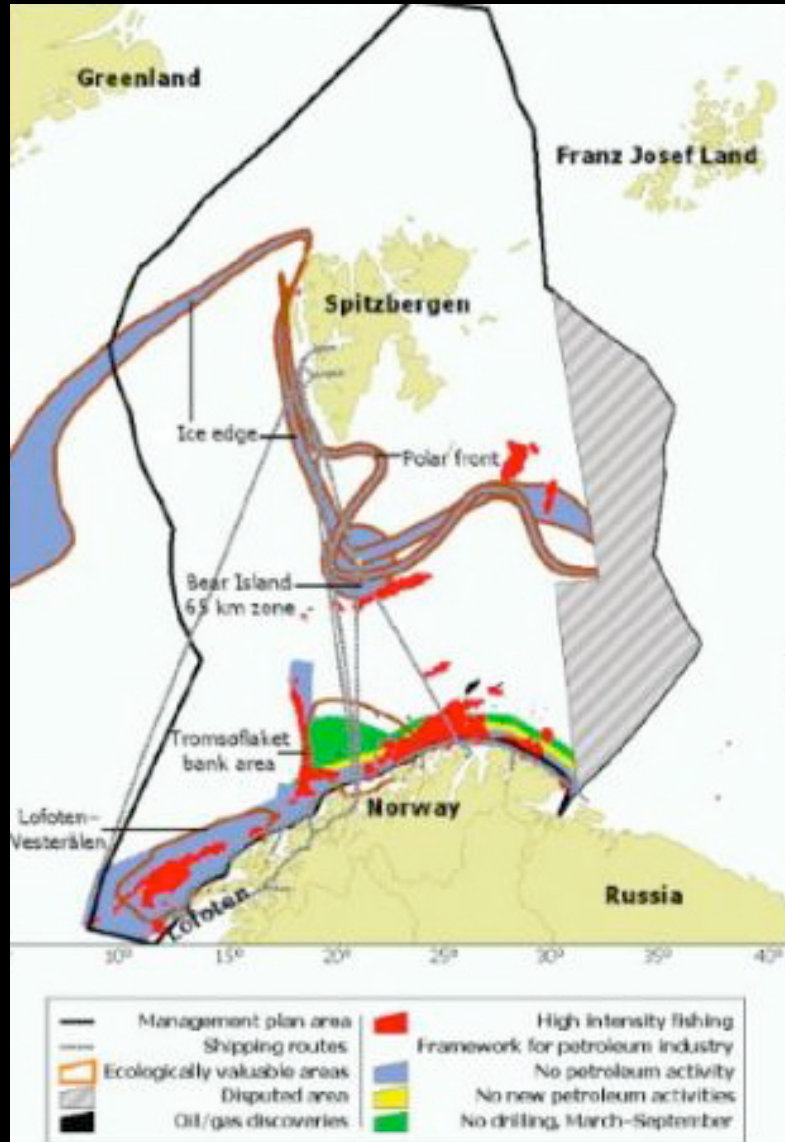 Greenland
Franz Josef Land
Spitzbergen
Ice edge
Polar front
Bear Island
65 km zone
Tromsøflaket
bank area
Norway
Lofoten-
Vesterålen
Lofoten
Russia
10° 15° 20° 25° 30° 35° 40°
Management plan area
Shipping routes
Ecologically valuable areas
Disputed area
Oil/gas discoveries
High intensity fishing
Framework for petroleum industry
No petroleum activity
No new petroleum activities
No drilling, March-September